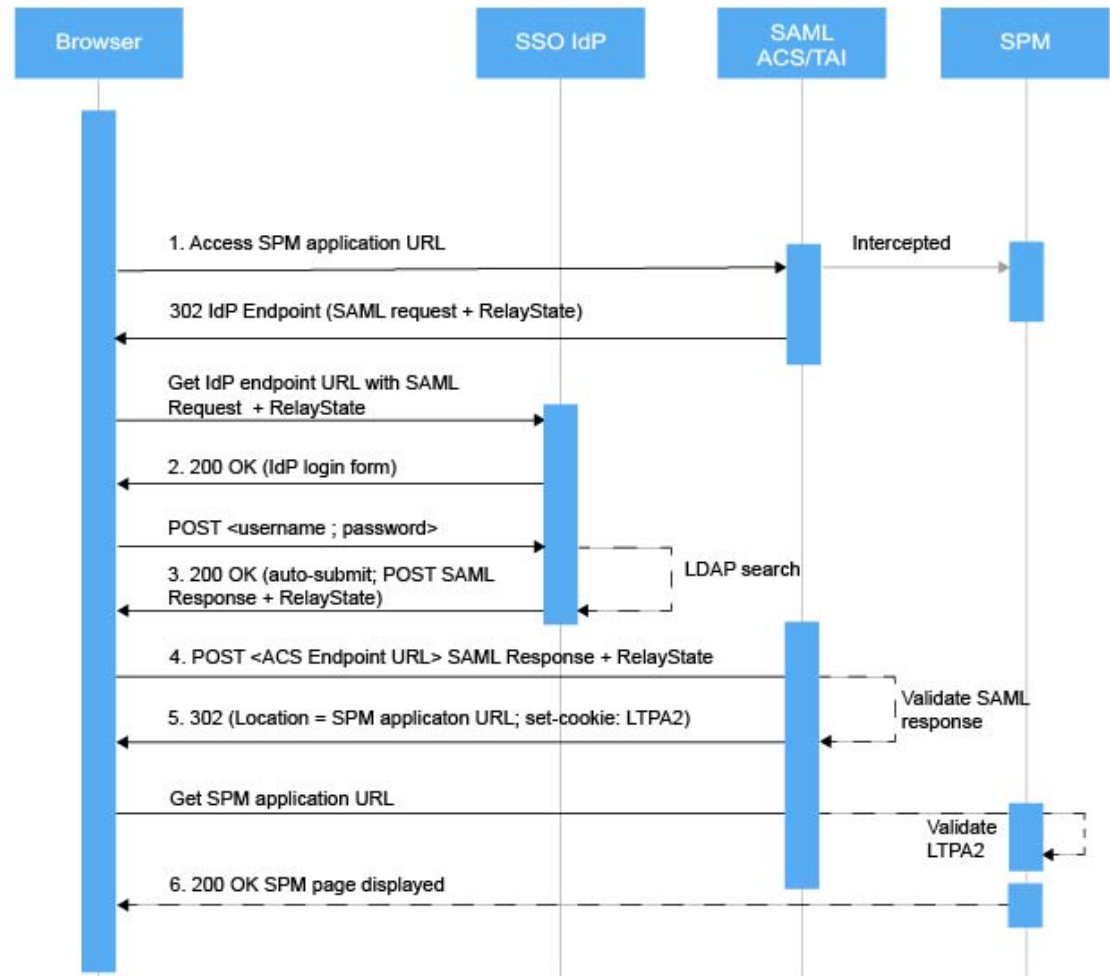 Browser
SSO IdP
SAML
ACS/TAI
SPM
1. Access SPM application URL
Intercepted
302 IdP Endpoint (SAML request + RelayState)
Get IdP endpoint URL with SAML
Request + RelayState
2. 200 OK (IdP login form)
POST <username ; password>
LDAP search
3. 200 OK (auto-submit; POST SAML
Response + RelayState)
4. POST <ACS Endpoint URL> SAML Response + RelayState
Validate SAML
response
5. 302 (Location = SPM applicaton URL; set-cookie: LTPA2)
Get SPM application URL
Validate
LTPA2
6. 200 OK SPM page displayed